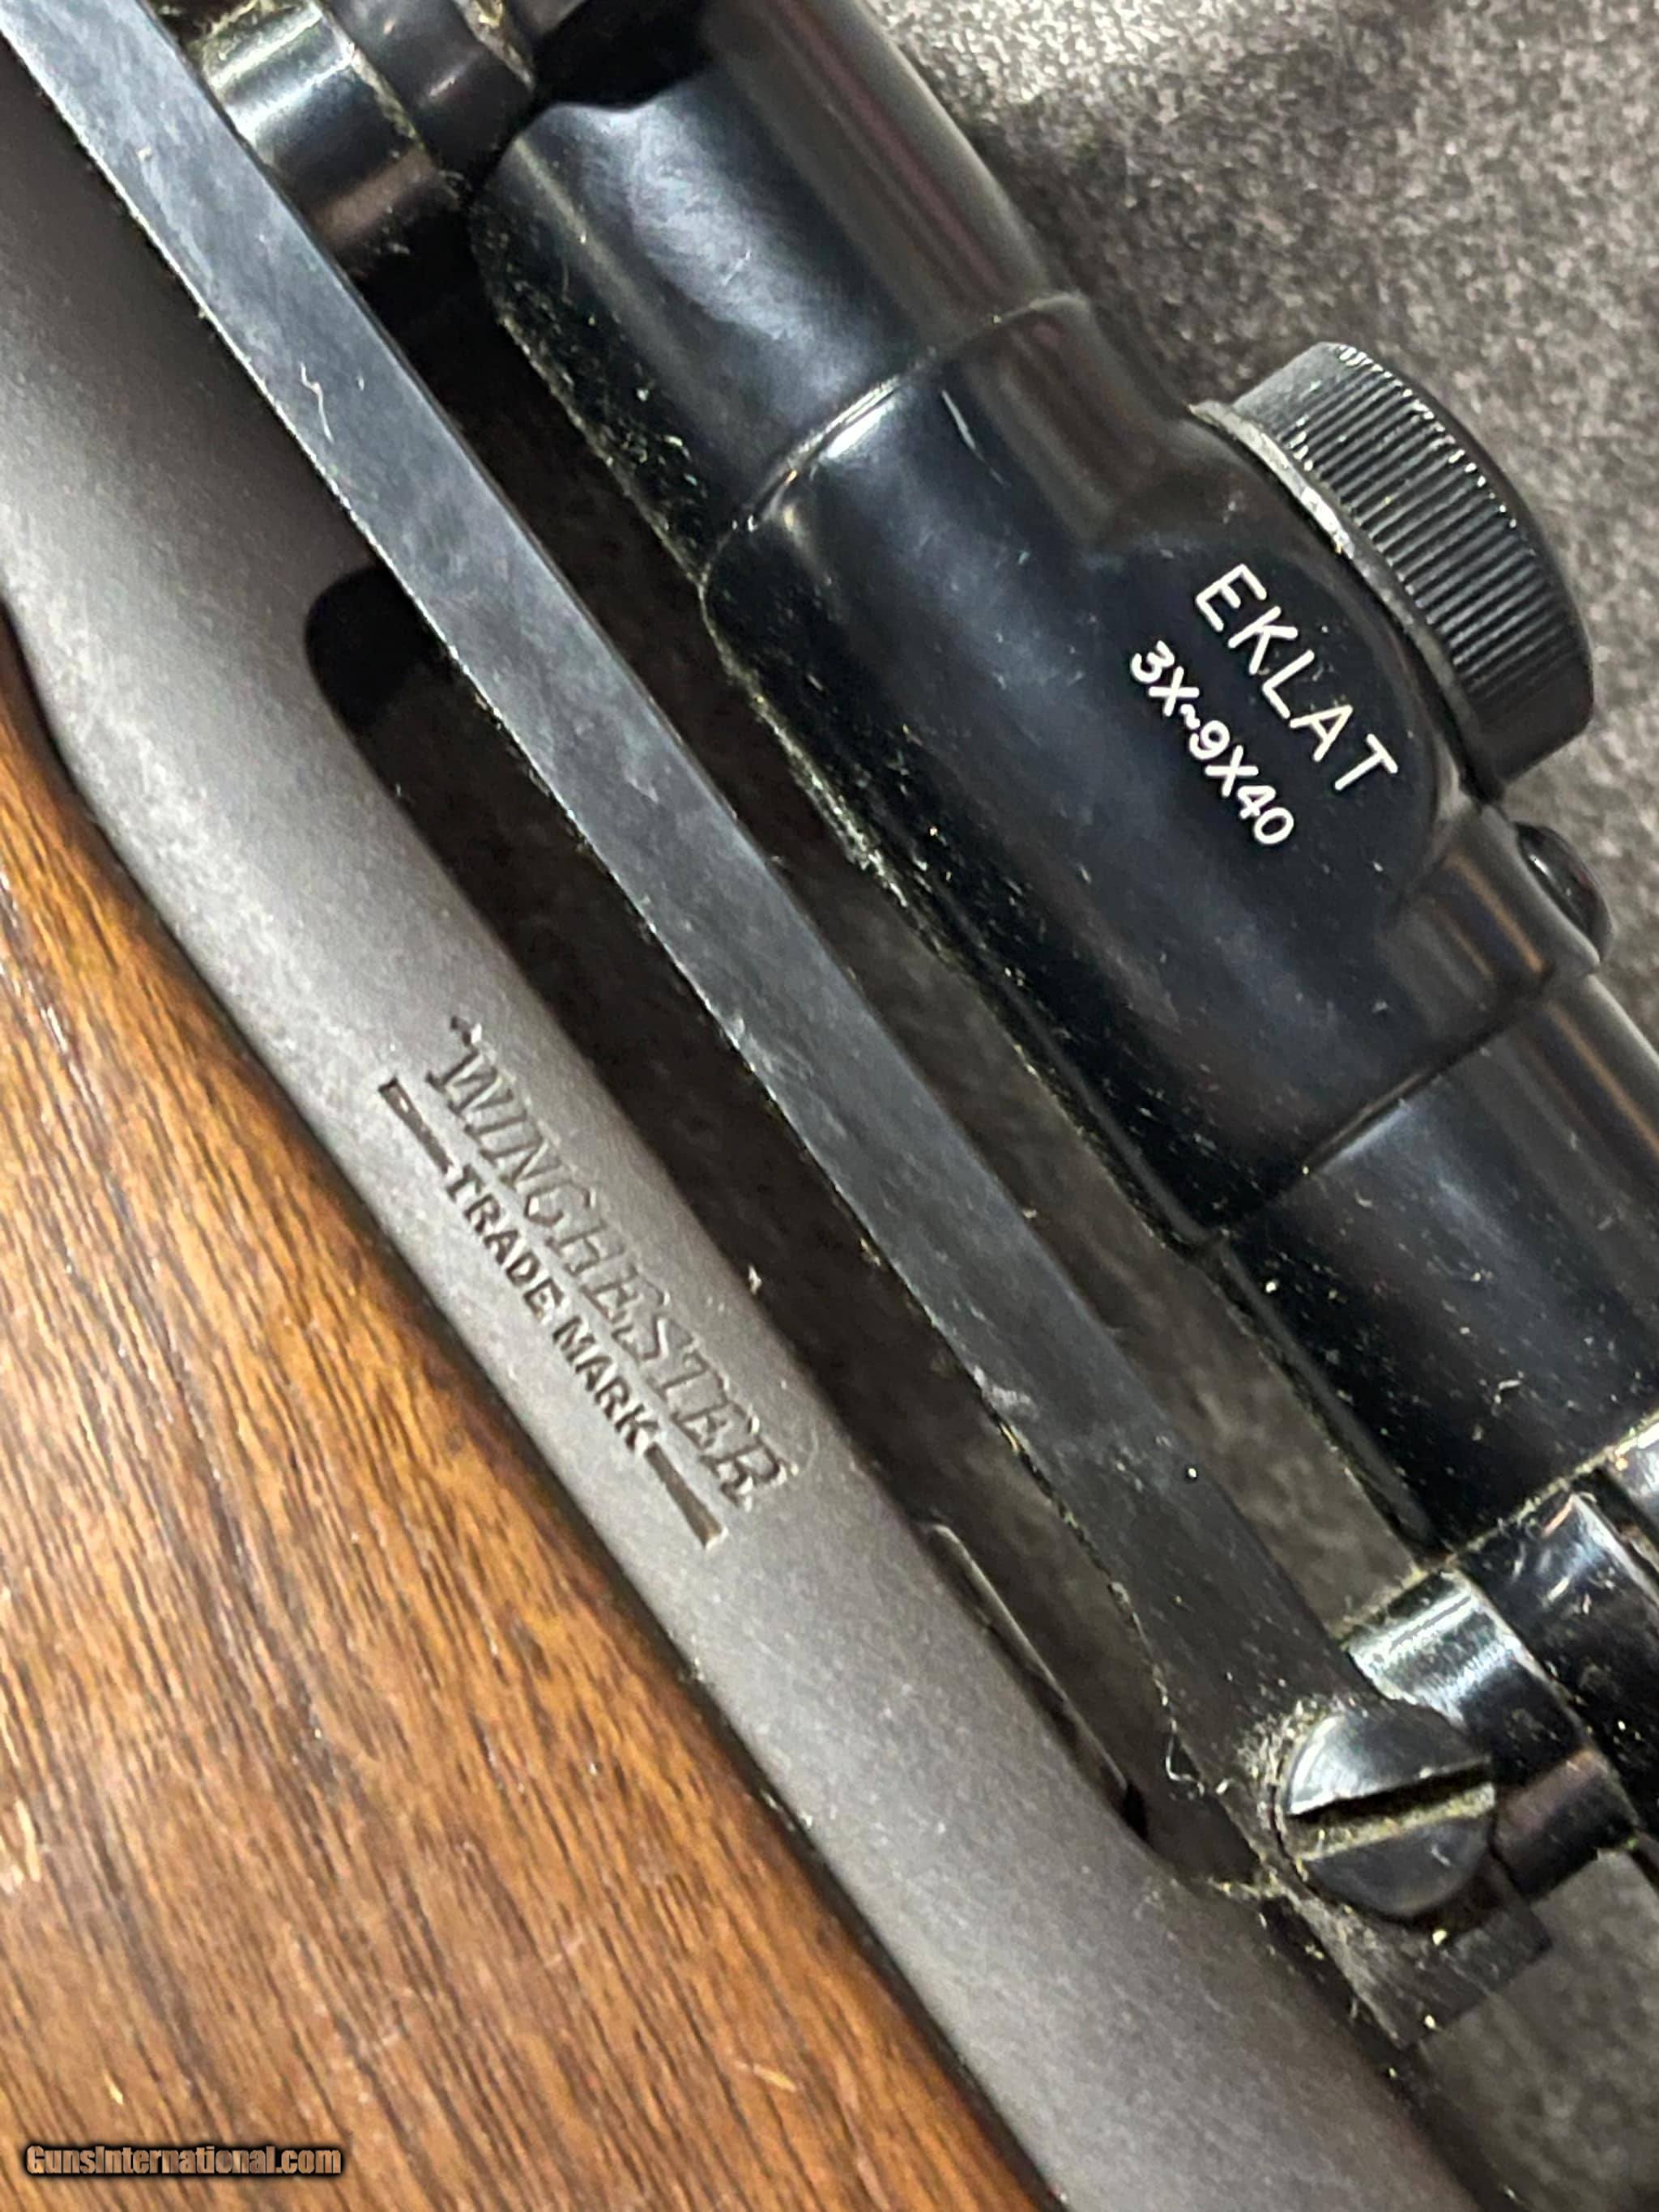 EKLAT
3X~9X40
WINCHESTER
TRADE MARK
GunsInternational.com